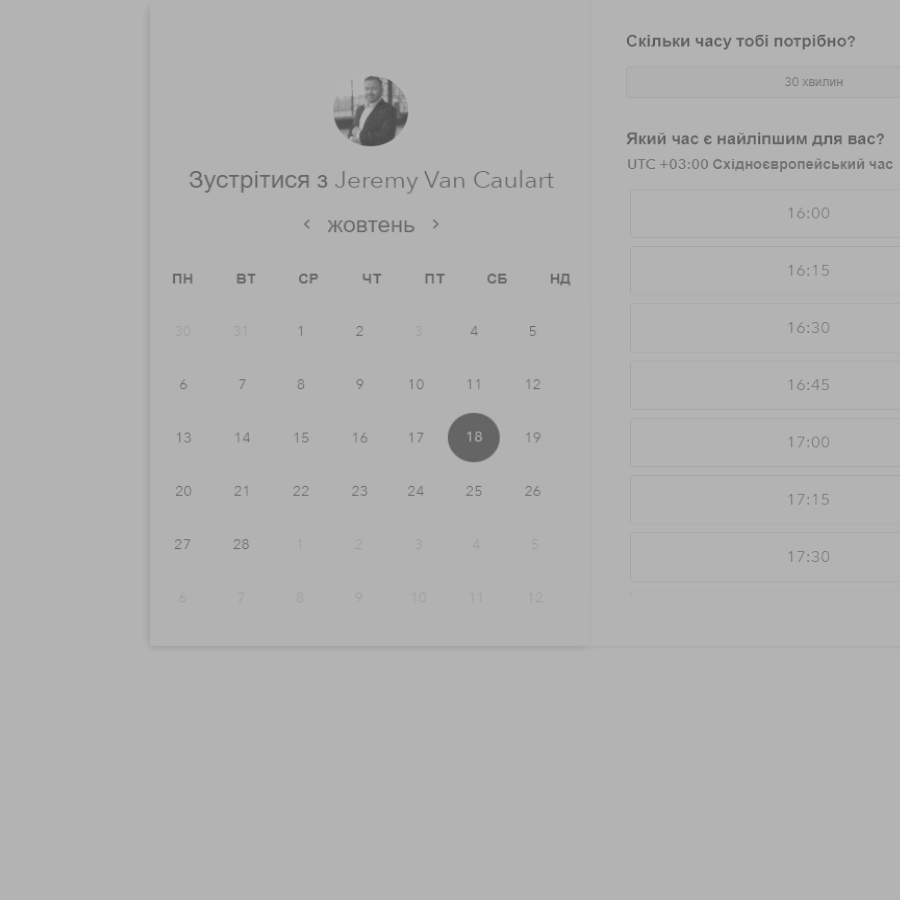 Зустрітися з Jeremy Van Caulart
жовтень
ПН ВТ СР ЧТ ПТ СБ НД
30 31 1 2 3 4 5
6 7 8 9 10 11 12
13 14 15 16 17 18 19
20 21 22 23 24 25 26
27 28 1 2 3 4 5
6 7 8 9 10 11 12
Скільки часу тобі потрібно?
30 хвилин
Який час є найліпшим для вас?
UTC +03:00 Східноєвропейський час
16:00
16:15
16:30
16:45
17:00
17:15
17:30